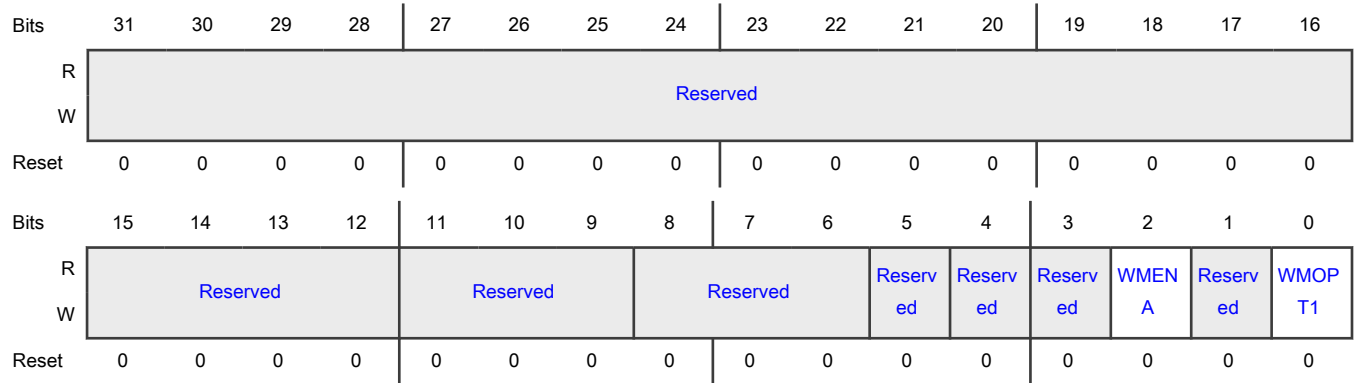 Bits 31 30 29 28 27 26 25 24 23 22 21 20 19 18 17 16
R
Reserved
W
Reset 0 0 0 0 0 0 0 0 0 0 0 0 0 0 0 0
Bits 15 14 13 12 11 10 9 8 7 6 5 4 3 2 1 0
R
Reserved Reserved Reserved Reserv Reserv Reserv WMEN Reserv WMOP
W
ed ed ed A ed T1
Reset 0 0 0 0 0 0 0 0 0 0 0 0 0 0 0 0